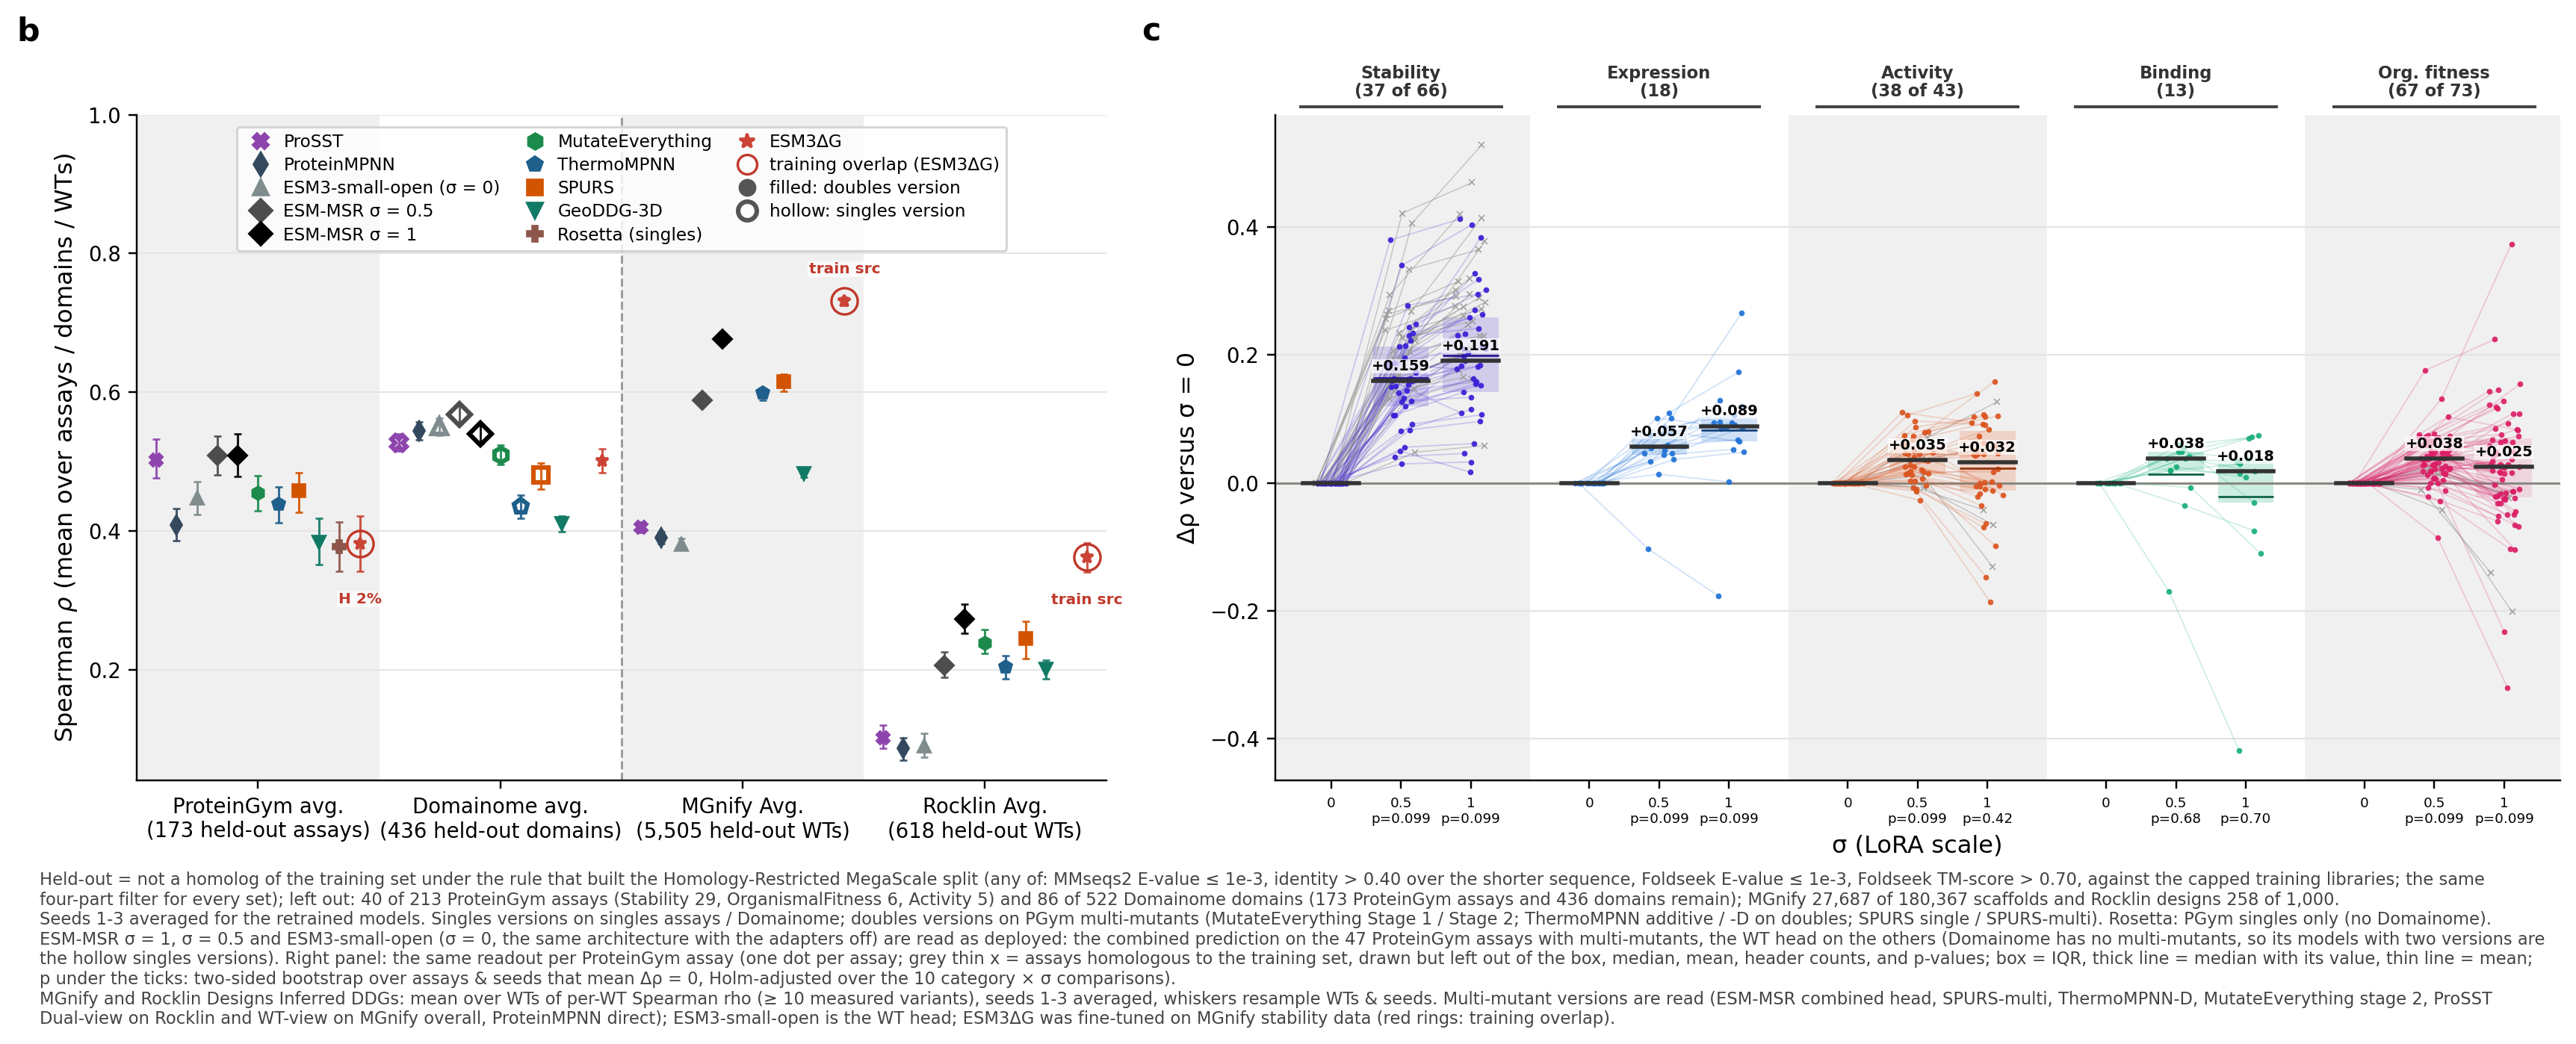 b
c
Spearman ρ (mean over assays / domains / WTs)
1.0
0.8
0.6
0.4
0.2
ProSST
ProteinMPNN
ESM3-small-open (σ = 0)
ESM-MSR σ = 0.5
ESM-MSR σ = 1
MutateEverything
ThermoMPNN
SPURS
GeoDDG-3D
Rosetta (singles)
ESM3ΔG
training overlap (ESM3ΔG)
filled: doubles version
hollow: singles version
train src
H 2%
train src
ProteinGym avg.
(173 held-out assays)
Domainome avg.
(436 held-out domains)
MGnify Avg.
(5,505 held-out WTs)
Rocklin Avg.
(618 held-out WTs)
Stability
(37 of 66)
Expression
(18)
Activity
(38 of 43)
Binding
(13)
Org. fitness
(67 of 73)
Δρ versus σ = 0
0.4
0.2
0.0
−0.2
−0.4
+0.159
+0.191
+0.057
+0.089
+0.035
+0.032
+0.038
+0.018
+0.038
+0.025
0 0.5 1
p=0.099 p=0.099
0 0.5 1
p=0.099 p=0.099
0 0.5 1
p=0.099 p=0.42
0 0.5 1
p=0.68 p=0.70
0 0.5 1
p=0.099 p=0.099
σ (LoRA scale)
Held-out = not a homolog of the training set under the rule that built the Homology-Restricted MegaScale split (any of: MMseqs2 E-value ≤ 1e-3, identity > 0.40 over the shorter sequence, Foldseek E-value ≤ 1e-3, Foldseek TM-score > 0.70, against the capped training libraries; the same
four-part filter for every set); left out: 40 of 213 ProteinGym assays (Stability 29, OrganismalFitness 6, Activity 5) and 86 of 522 Domainome domains (173 ProteinGym assays and 436 domains remain); MGnify 27,687 of 180,367 scaffolds and Rocklin designs 258 of 1,000.
Seeds 1-3 averaged for the retrained models. Singles versions on singles assays / Domainome; doubles versions on PGym multi-mutants (MutateEverything Stage 1 / Stage 2; ThermoMPNN additive / -D on doubles; SPURS single / SPURS-multi). Rosetta: PGym singles only (no Domainome).
ESM-MSR σ = 1, σ = 0.5 and ESM3-small-open (σ = 0, the same architecture with the adapters off) are read as deployed: the combined prediction on the 47 ProteinGym assays with multi-mutants, the WT head on the others (Domainome has no multi-mutants, so its models with two versions are
the hollow singles versions). Right panel: the same readout per ProteinGym assay (one dot per assay; grey thin x = assays homologous to the training set, drawn but left out of the box, median, mean, header counts, and p-values; box = IQR, thick line = median with its value, thin line = mean;
p under the ticks: two-sided bootstrap over assays & seeds that mean Δρ = 0, Holm-adjusted over the 10 category × σ comparisons).
MGnify and Rocklin Designs Inferred DDGs: mean over WTs of per-WT Spearman rho (≥ 10 measured variants), seeds 1-3 averaged, whiskers resample WTs & seeds. Multi-mutant versions are read (ESM-MSR combined head, SPURS-multi, ThermoMPNN-D, MutateEverything stage 2, ProSST
Dual-view on Rocklin and WT-view on MGnify overall, ProteinMPNN direct); ESM3-small-open is the WT head; ESM3ΔG was fine-tuned on MGnify stability data (red rings: training overlap).